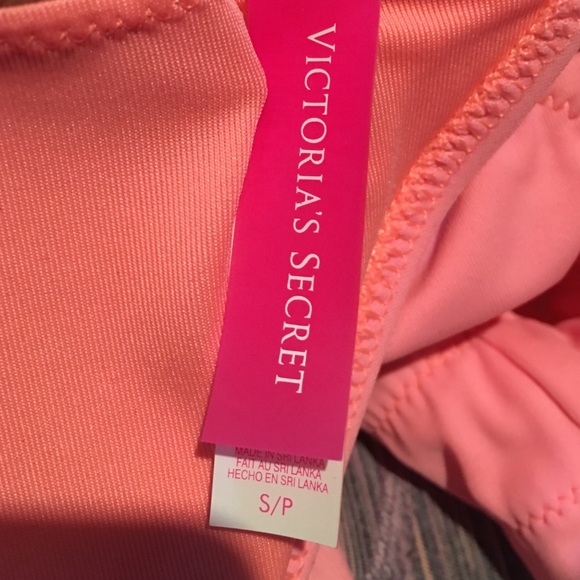 VICTORIA'S SECRET
MADE IN SRI LANKA
FAIT AU SRI LANKA
HECHO EN SRI LANKA
S/P